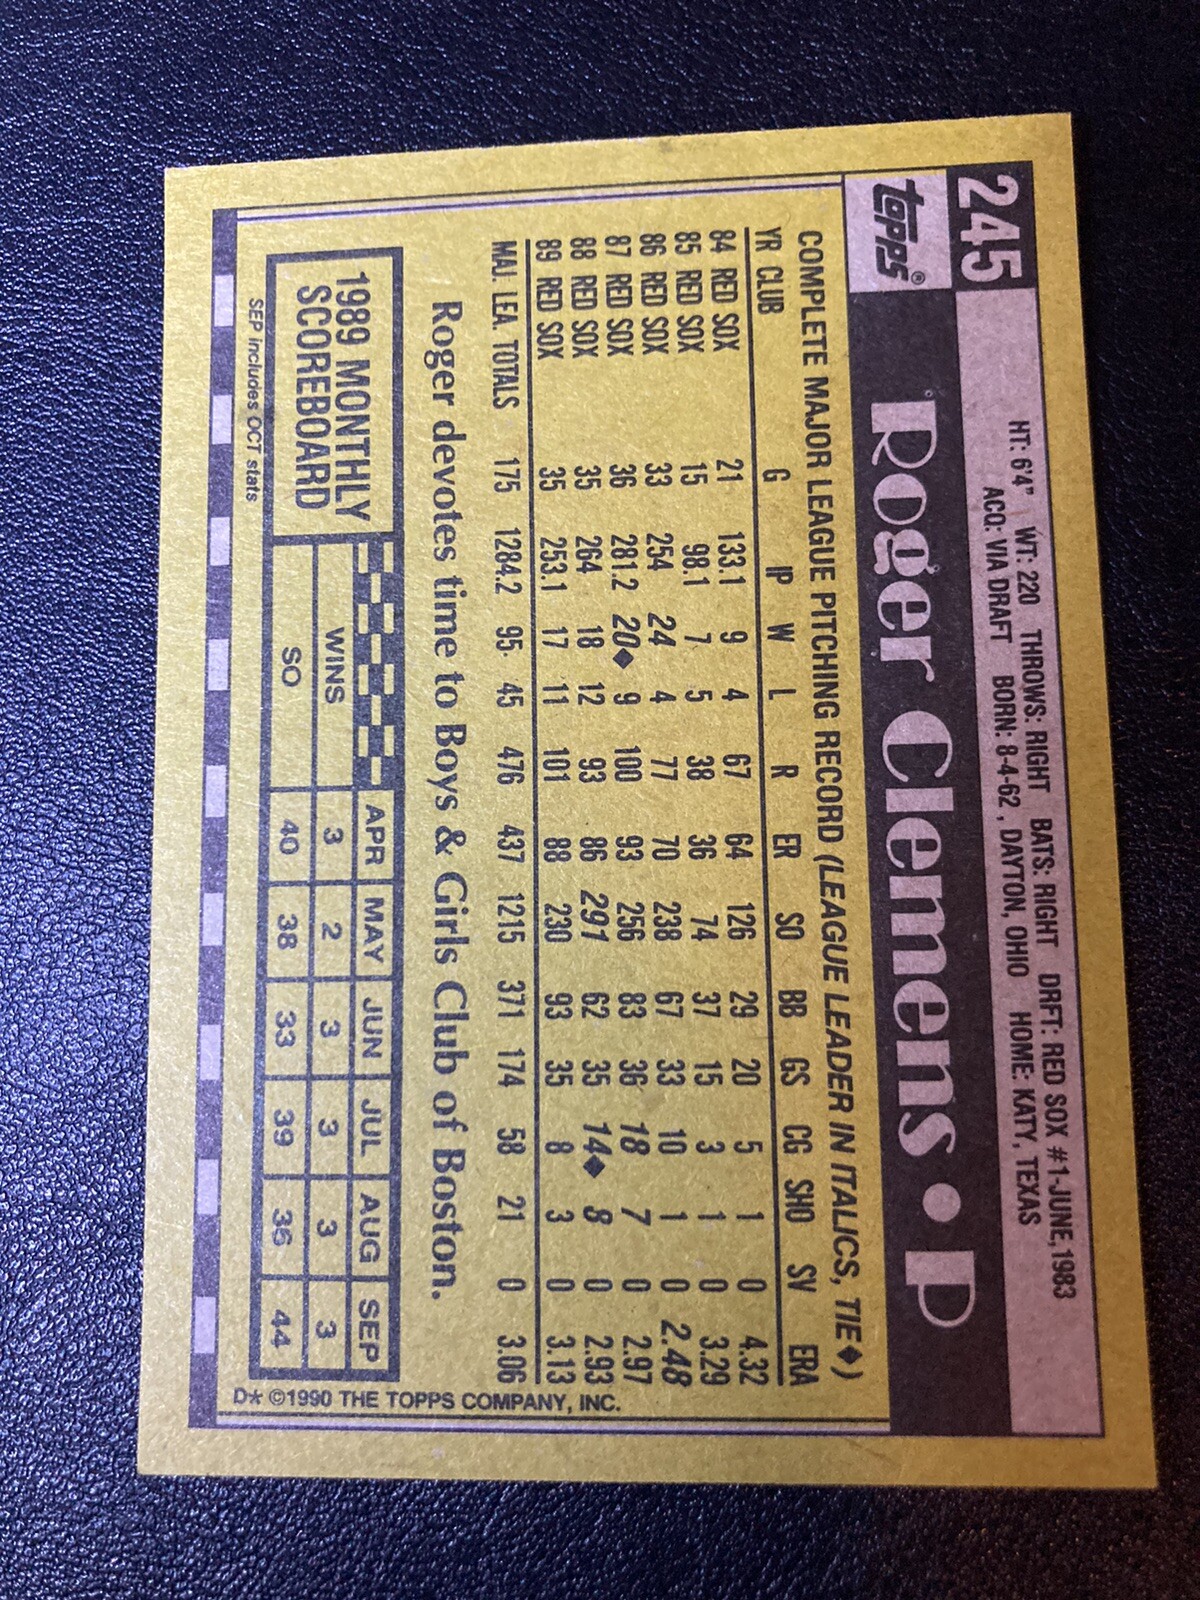 245
HT: 6'4" WT: 220 THROWS: RIGHT BATS: RIGHT DRFT: RED SOX #1-JUNE, 1983
ACQ: VIA DRAFT BORN: 8-4-62, DAYTON, OHIO HOME: KATY, TEXAS
topps® Roger Clemens • P
COMPLETE MAJOR LEAGUE PITCHING RECORD (LEAGUE LEADER IN ITALICS, TIE♦)
YR CLUB G IP W L R ER SO BB GS CG SHO SV ERA
84 RED SOX 21 133.1 9 4 67 64 126 29 20 5 1 0 4.32
85 RED SOX 15 98.1 7 5 38 36 74 37 15 3 1 0 3.29
86 RED SOX 33 254 24 4 77 70 238 67 33 10 1 0 2.48
87 RED SOX 36 281.2 20♦ 9 100 93 256 83 36 18 7 0 2.97
88 RED SOX 35 264 18 12 93 86 291 62 35 14♦ 8 0 2.93
89 RED SOX 35 253.1 17 11 101 88 230 93 35 8 3 0 3.13
MAJ. LEA. TOTALS 175 1284.2 95 45 476 437 1215 371 174 58 21 0 3.06
Roger devotes time to Boys & Girls Club of Boston.
1989 MONTHLY
SCOREBOARD
APR MAY JUN JUL AUG SEP
WINS 3 2 3 3 3 3
SO 40 38 33 39 36 44
SEP includes OCT stats
D* ©1990 THE TOPPS COMPANY, INC.